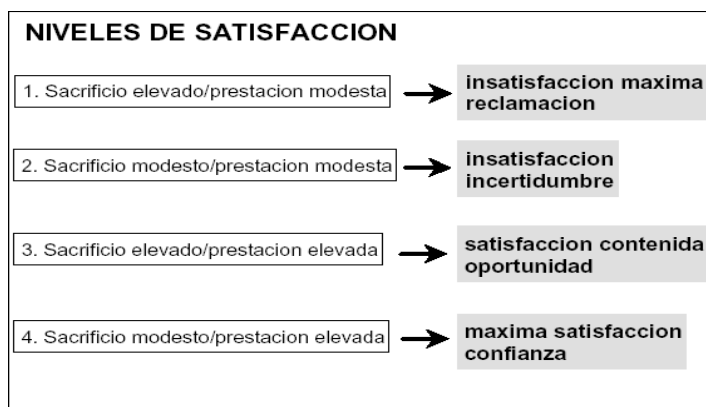 NIVELES DE SATISFACCION
1. Sacrificio elevado/prestacion modesta
insatisfaccion maxima
reclamacion
2. Sacrificio modesto/prestacion modesta
insatisfaccion
incertidumbre
3. Sacrificio elevado/prestacion elevada
satisfaccion contenida
oportunidad
4. Sacrificio modesto/prestacion elevada
maxima satisfaccion
confianza